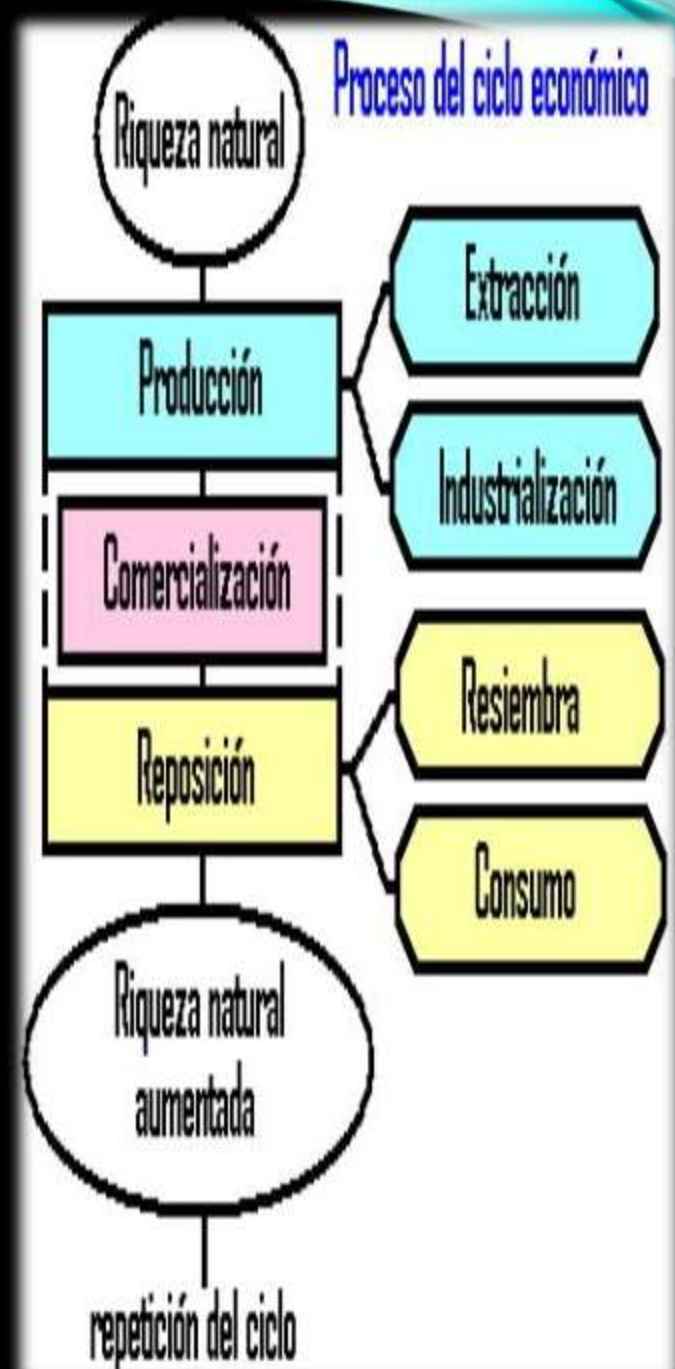 Proceso del ciclo económico
Riqueza natural
Producción
Extracción
Industrialización
Comercialización
Reposición
Resiembra
Consumo
Riqueza natural
aumentada
repetición del ciclo